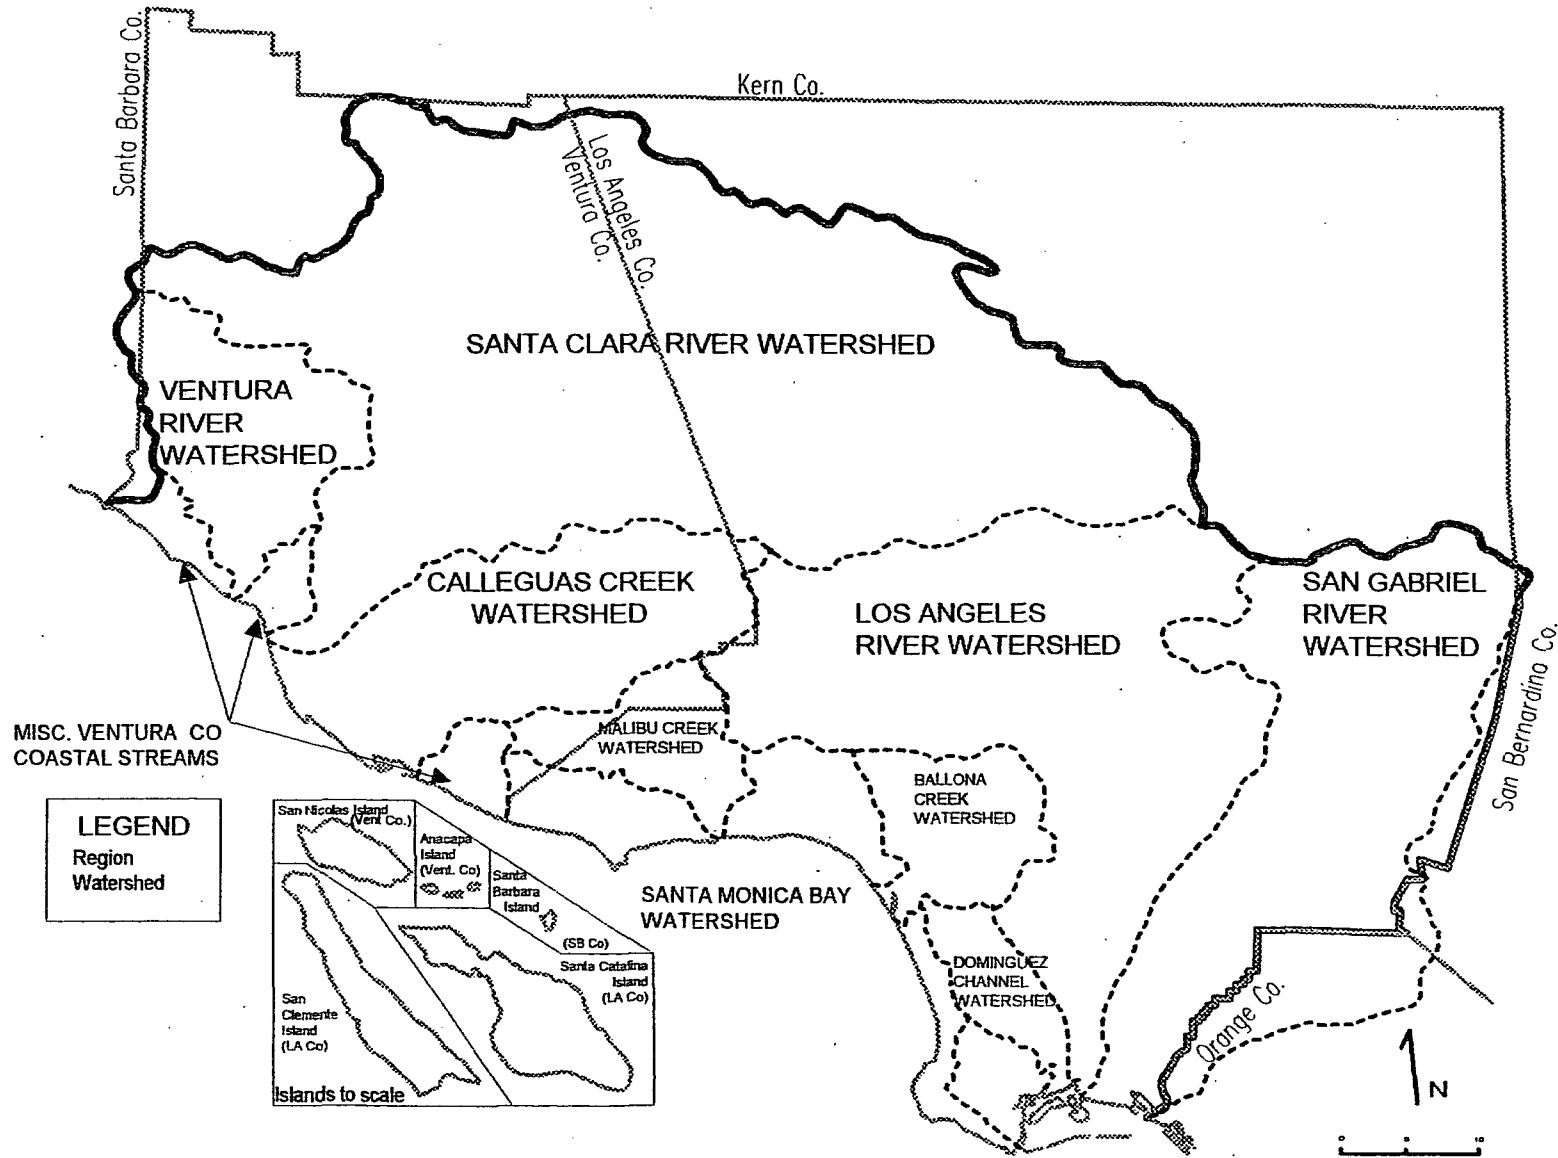 Kern Co.
Santa Barbara Co.
Los Angeles Co.
Ventura Co.
SANTA CLARA RIVER WATERSHED
VENTURA
RIVER
WATERSHED
CALLEGUAS CREEK
WATERSHED
LOS ANGELES
RIVER WATERSHED
SAN GABRIEL
RIVER
WATERSHED
San Bernardino Co.
MISC. VENTURA CO
COASTAL STREAMS
MALIBU CREEK
WATERSHED
BALLONA
CREEK
WATERSHED
LEGEND
Region
Watershed
San Nicolas Island
(Vent Co.)
Anacapa
Island
(Vent. Co)
Santa
Barbara
Island
(SB Co)
SANTA MONICA BAY
WATERSHED
Santa Catalina
Island
(LA Co)
San
Clemente
Island
(LA Co)
Islands to scale
DOMINGUEZ
CHANNEL
WATERSHED
Orange Co.
N
0 5 10